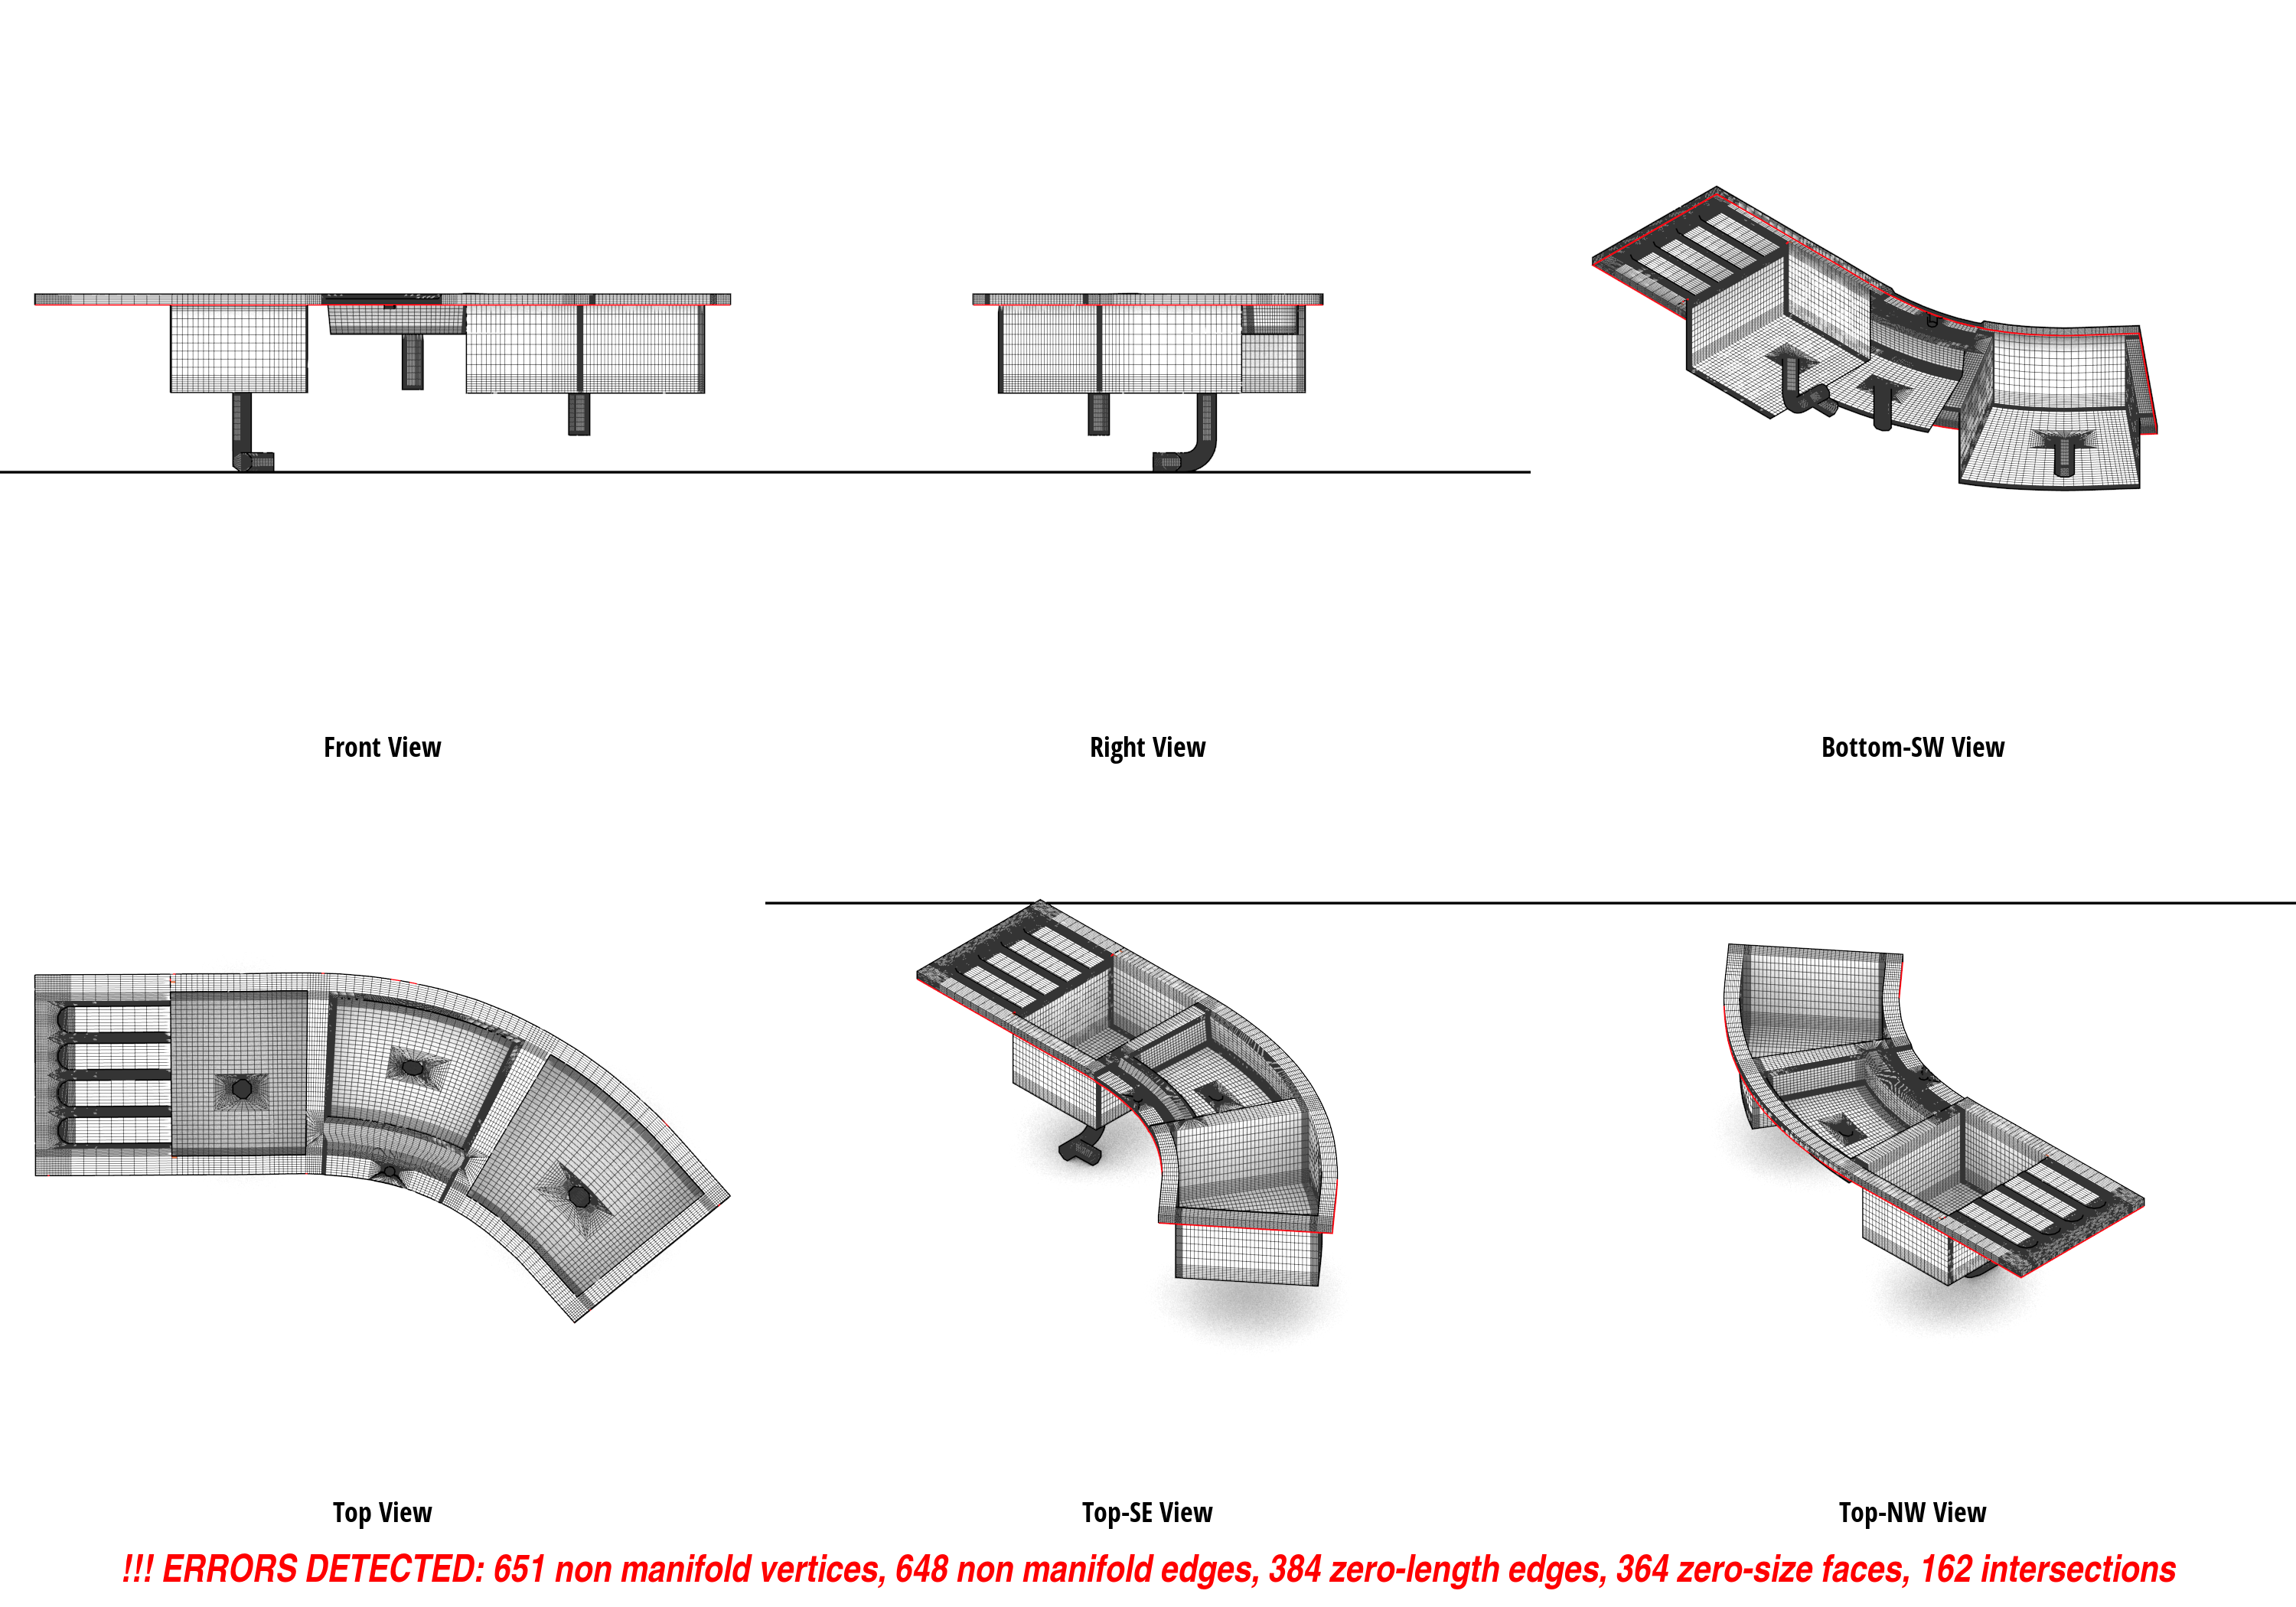 Front View
Right View
Bottom-SW View
Top View
Top-SE View
Top-NW View
!!! ERRORS DETECTED: 651 non manifold vertices, 648 non manifold edges, 384 zero-length edges, 364 zero-size faces, 162 intersections